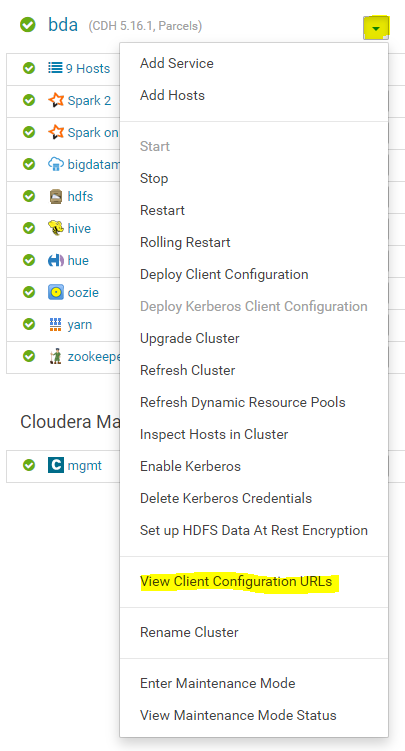 bda (CDH 5.16.1, Parcels)
9 Hosts
Spark 2
Spark on
bigdatam
hdfs
hive
hue
oozie
yarn
zookeepe
Cloudera Ma
C mgmt
Add Service
Add Hosts
Start
Stop
Restart
Rolling Restart
Deploy Client Configuration
Deploy Kerberos Client Configuration
Upgrade Cluster
Refresh Cluster
Refresh Dynamic Resource Pools
Inspect Hosts in Cluster
Enable Kerberos
Delete Kerberos Credentials
Set up HDFS Data At Rest Encryption
View Client Configuration URLs
Rename Cluster
Enter Maintenance Mode
View Maintenance Mode Status